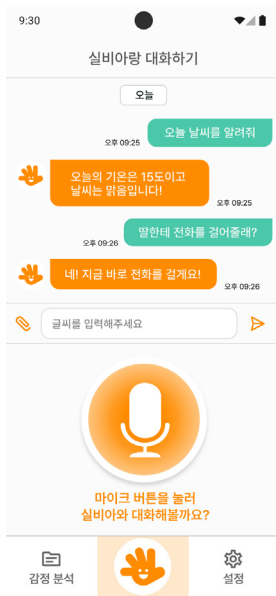 9:30
실비아랑 대화하기
오늘
오늘 날씨를 알려줘
오후 09:25
오늘의 기온은 15도이고
날씨는 맑음입니다!
오후 09:25
딸한테 전화를 걸어줄래?
오후 09:26
네! 지금 바로 전화를 걸게요!
오후 09:26
글씨를 입력해주세요
마이크 버튼을 눌러
실비아와 대화해볼까요?
감정 분석
설정